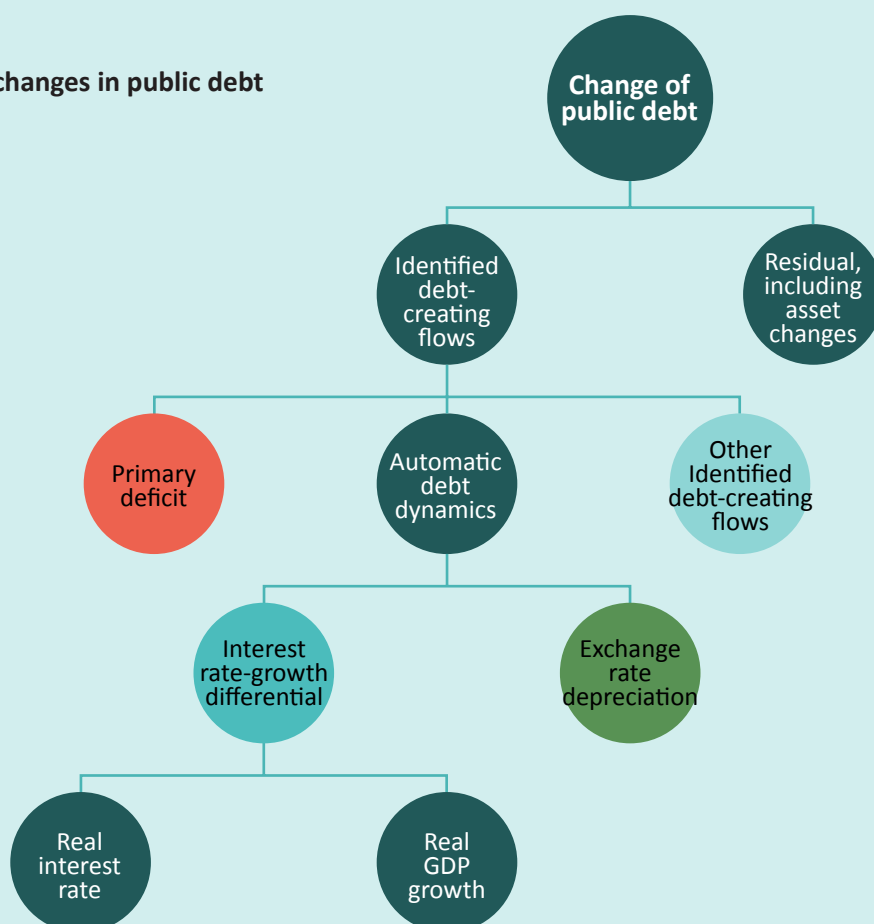 changes in public debt
Change of
public debt
Identified
debt-
creating
flows
Residual,
including
asset
changes
Primary
deficit
Automatic
debt
dynamics
Other
Identified
debt-creating
flows
Interest
rate-growth
differential
Exchange
rate
depreciation
Real
interest
rate
Real
GDP
growth